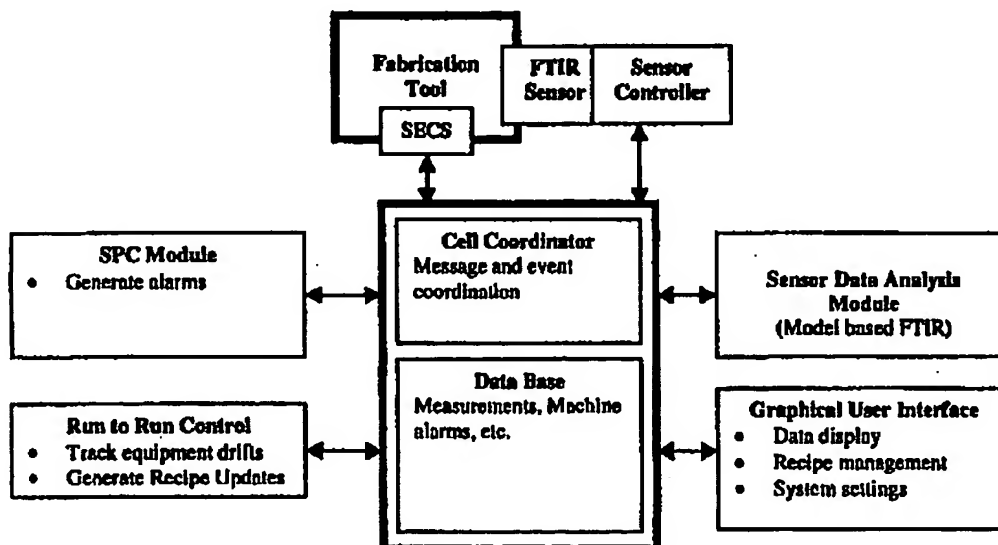 Fabrication
Tool
SECS
FTIR
Sensor
Sensor
Controller
SPC Module
• Generate alarms
Cell Coordinator
Message and event
coordination
Sensor Data Analysis
Module
(Model based FTIR)
Run to Run Control
• Track equipment drifts
• Generate Recipe Updates
Data Base
Measurements, Machine
alarms, etc.
Graphical User Interface
• Data display
• Recipe management
• System settings